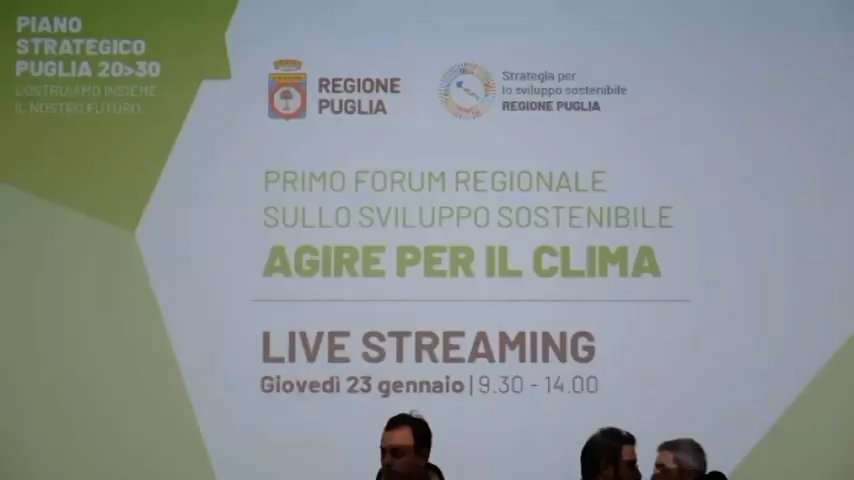 PIANO
STRATEGICO
PUGLIA 20>30
COSTRUIAMO INSIEME
IL NOSTRO FUTURO.
REGIONE
PUGLIA
Strategia per
lo sviluppo sostenibile
REGIONE PUGLIA
PRIMO FORUM REGIONALE
SULLO SVILUPPO SOSTENIBILE
AGIRE PER IL CLIMA
LIVE STREAMING
Giovedì 23 gennaio | 9.30 - 14.00